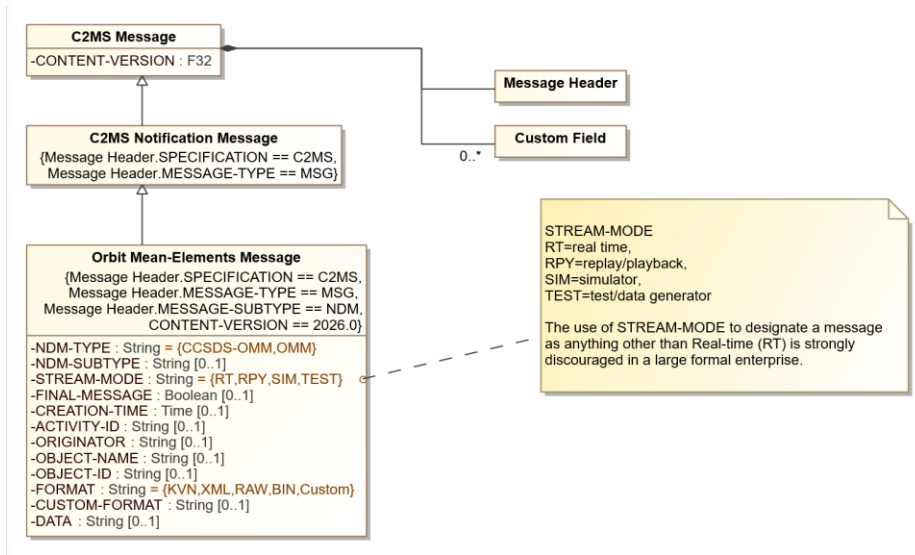 C2MS Message
-CONTENT-VERSION : F32
Message Header
Custom Field
0..*
C2MS Notification Message
{Message Header.SPECIFICATION == C2MS,
Message Header.MESSAGE-TYPE == MSG}
Orbit Mean-Elements Message
{Message Header.SPECIFICATION == C2MS,
Message Header.MESSAGE-TYPE == MSG,
Message Header.MESSAGE-SUBTYPE == NDM,
CONTENT-VERSION == 2026.0}
-NDM-TYPE : String = {CCSDS-OMM,OMM}
-NDM-SUBTYPE : String [0..1]
-STREAM-MODE : String = {RT,RPY,SIM,TEST}
-FINAL-MESSAGE : Boolean [0..1]
-CREATION-TIME : Time [0..1]
-ACTIVITY-ID : String [0..1]
-ORIGINATOR : String [0..1]
-OBJECT-NAME : String [0..1]
-OBJECT-ID : String [0..1]
-FORMAT : String = {KVN,XML,RAW,BIN,Custom}
-CUSTOM-FORMAT : String [0..1]
-DATA : String [0..1]
STREAM-MODE
RT=real time,
RPY=replay/playback,
SIM=simulator,
TEST=test/data generator
The use of STREAM-MODE to designate a message
as anything other than Real-time (RT) is strongly
discouraged in a large formal enterprise.